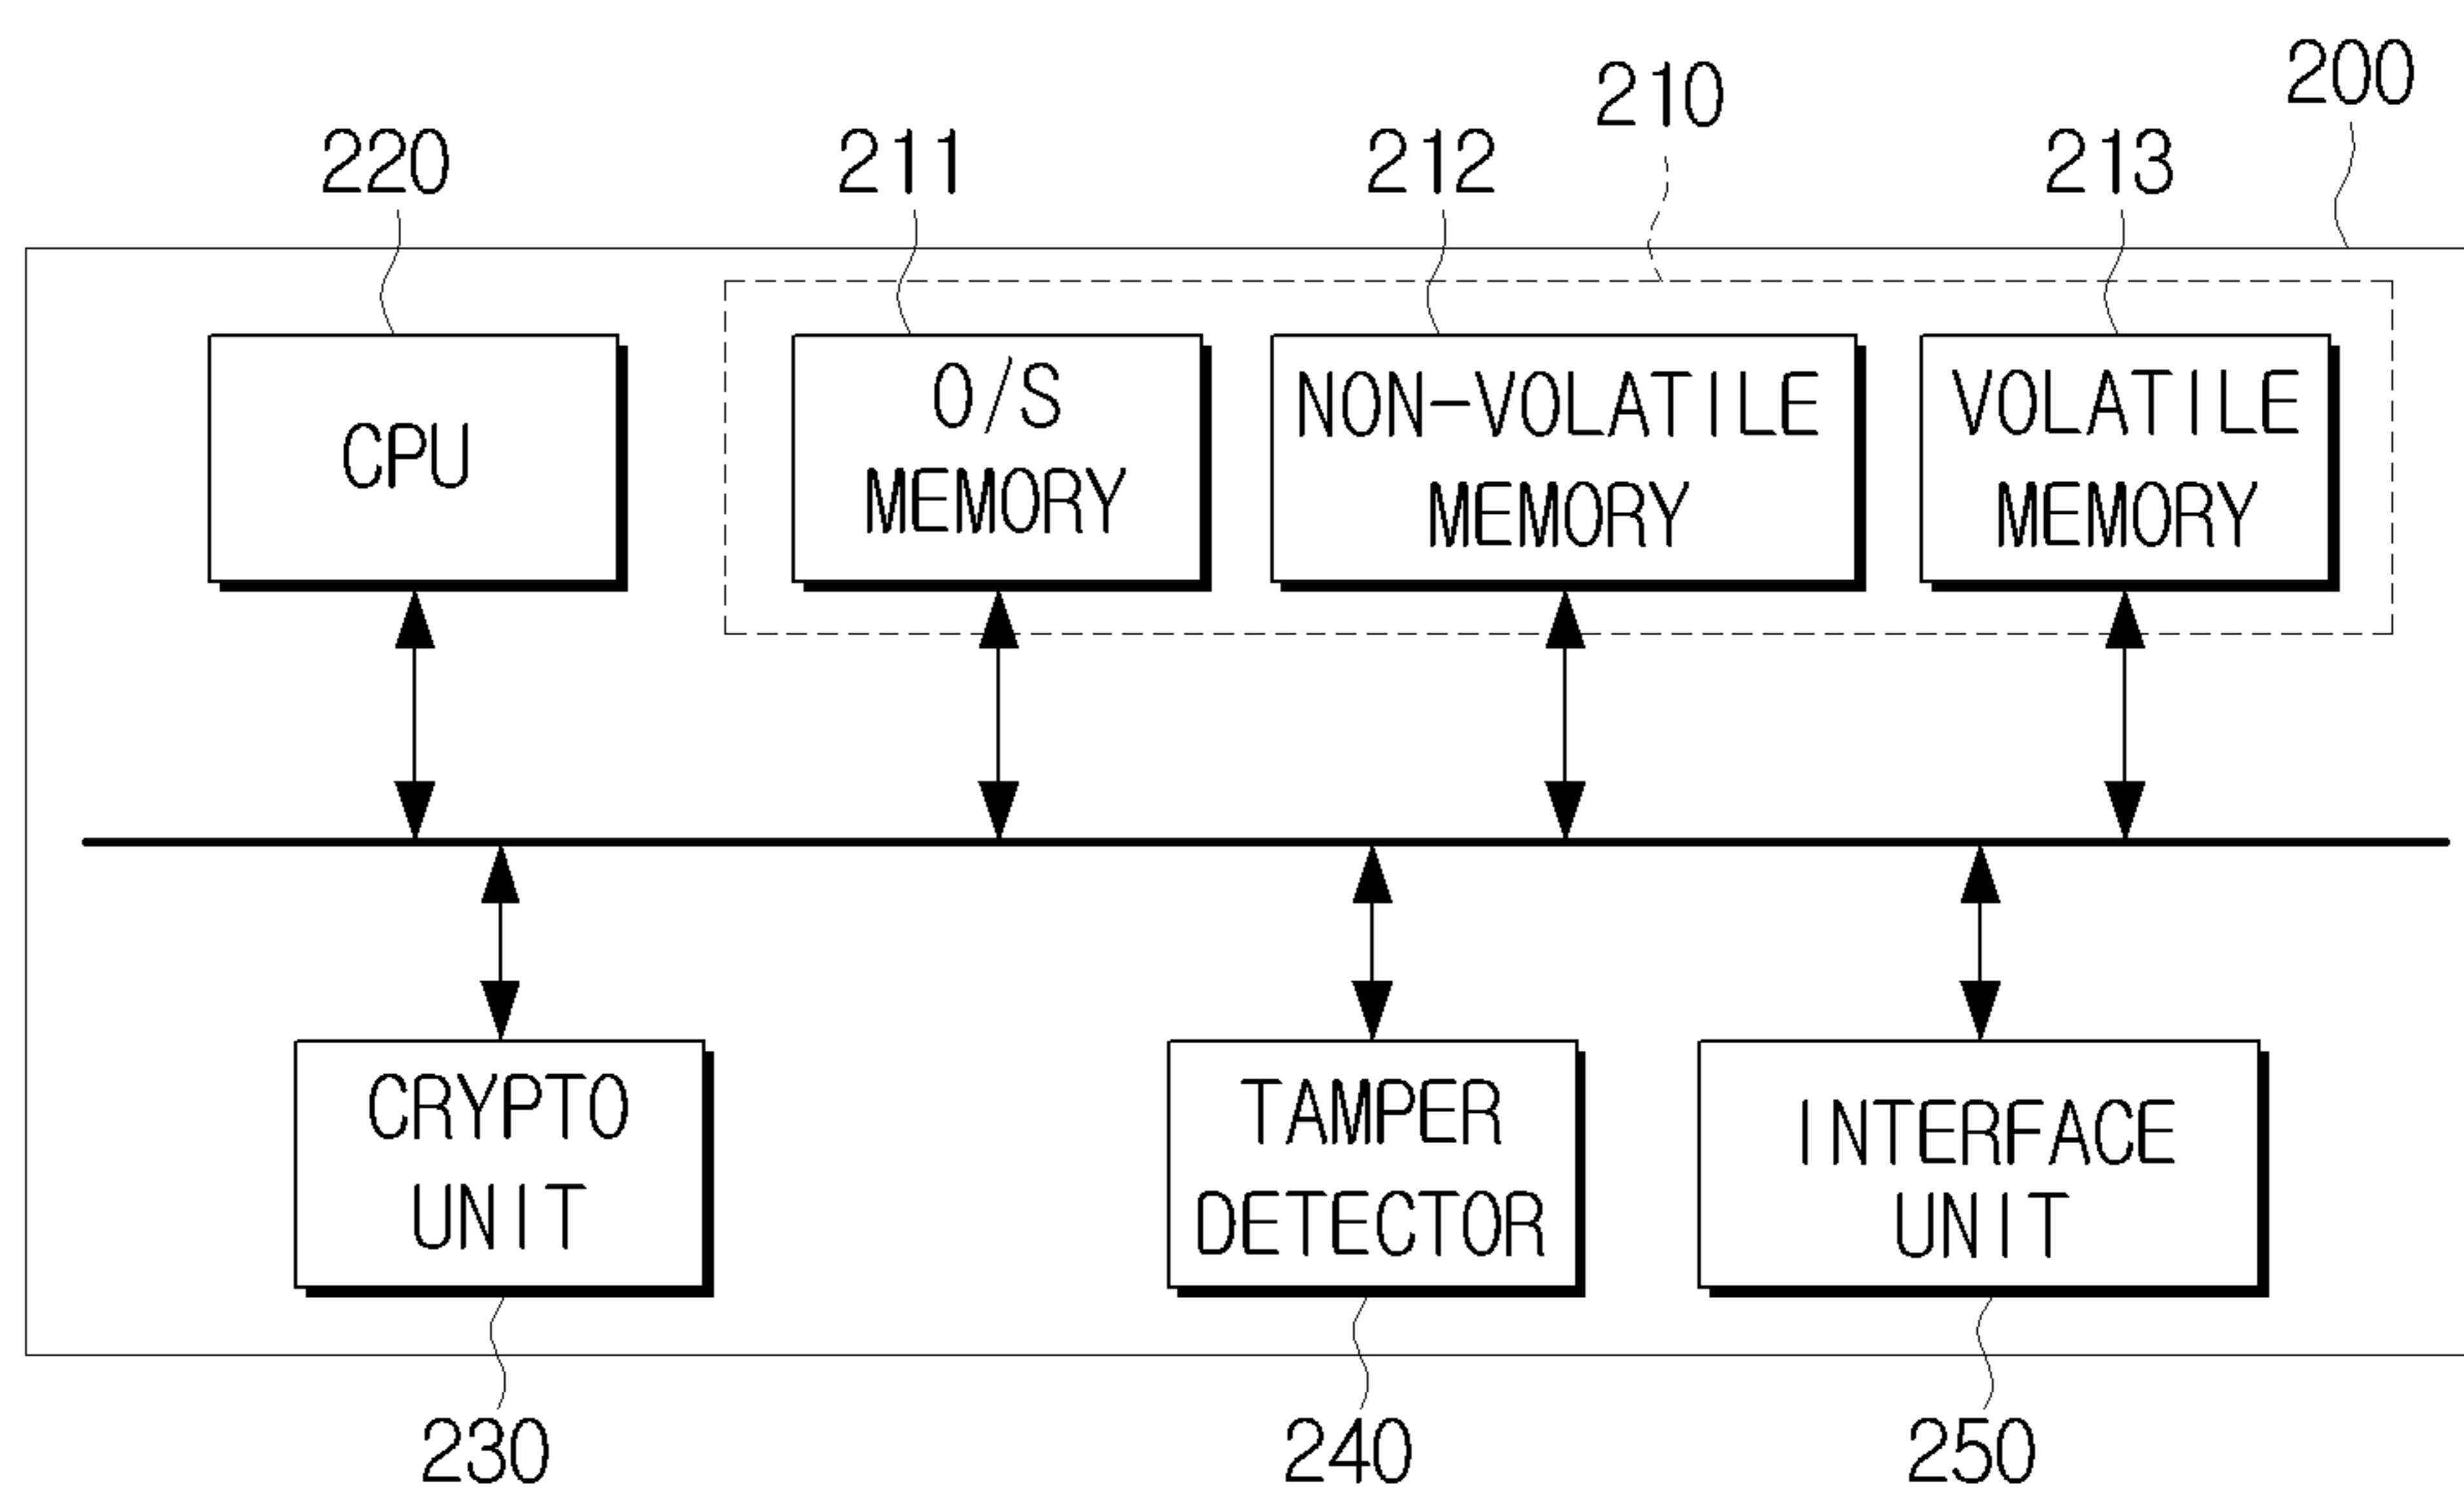 200
210
220
211
212
213
CPU
O/S
MEMORY
NON-VOLATILE
MEMORY
VOLATILE
MEMORY
CRYPTO
UNIT
TAMPER
DETECTOR
INTERFACE
UNIT
230
240
250